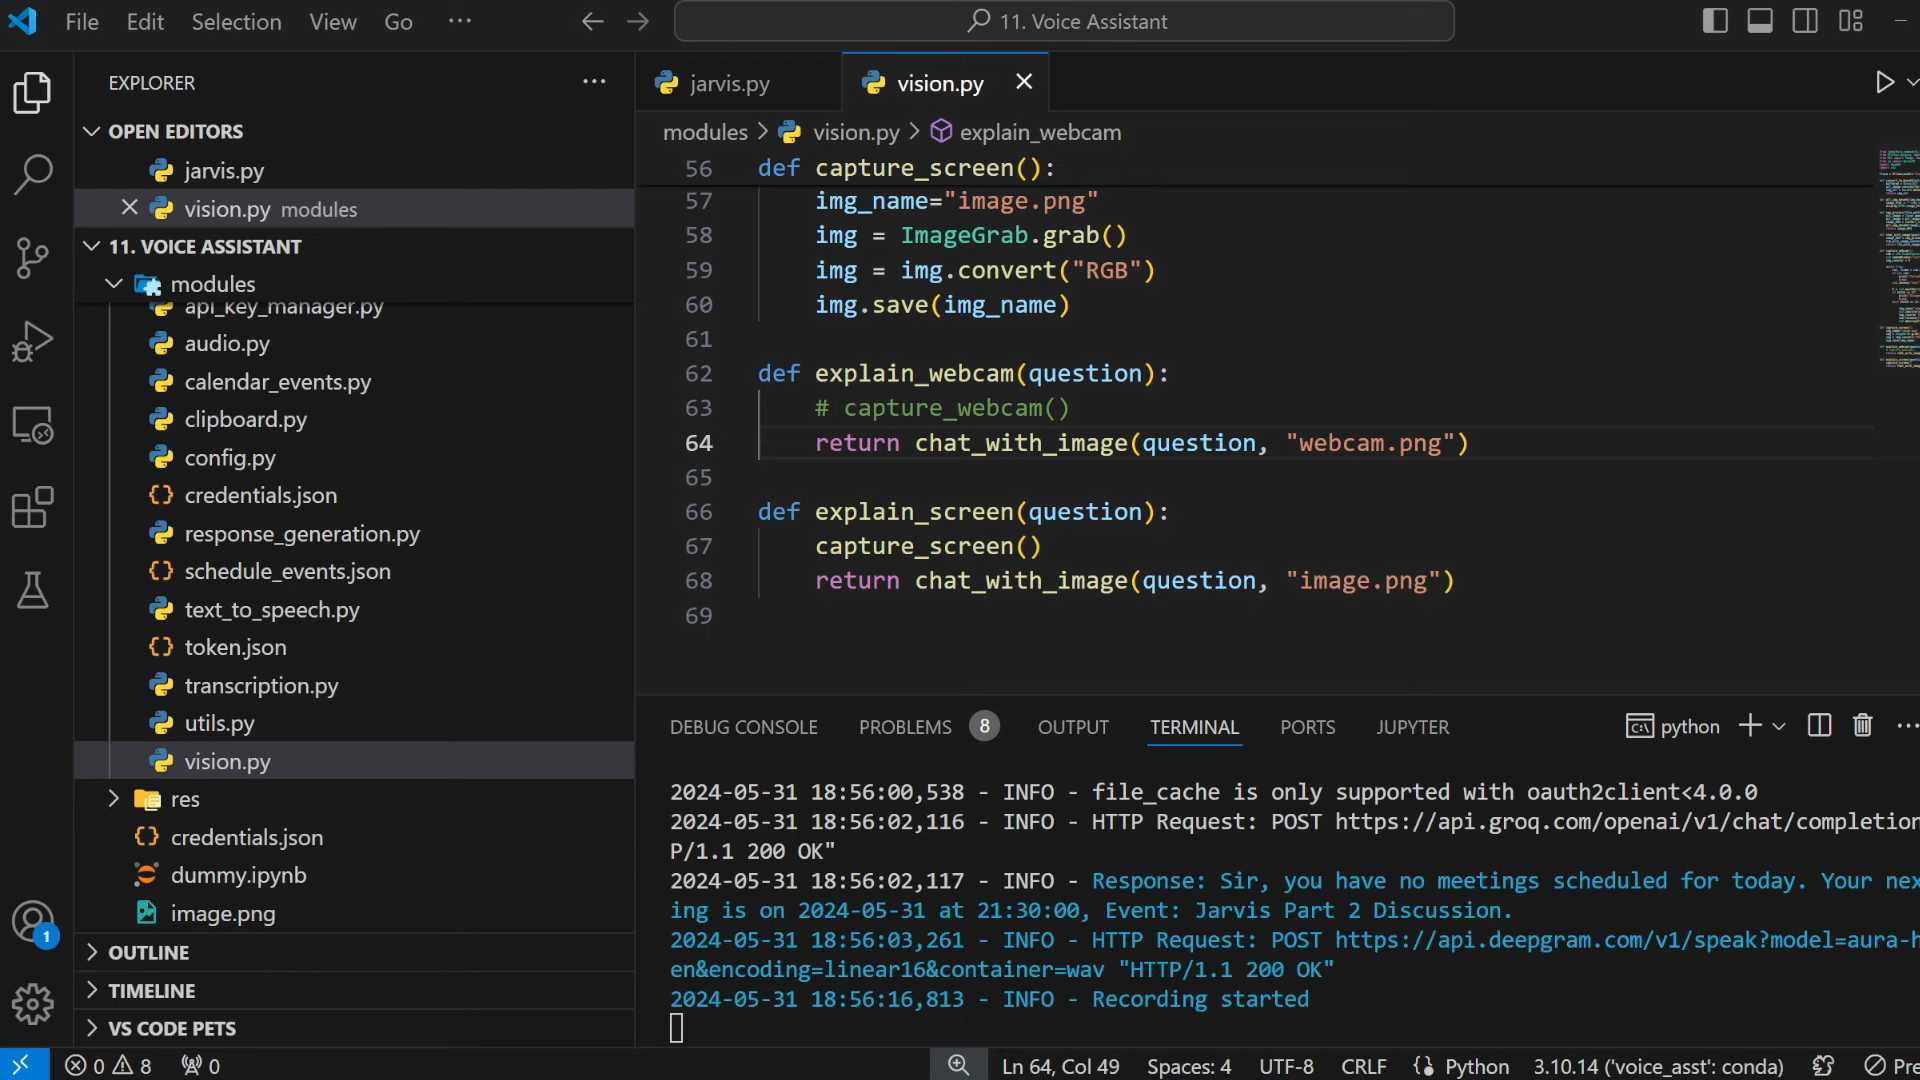 File Edit Selection View Go ··· 11. Voice Assistant
EXPLORER ···
OPEN EDITORS
jarvis.py
vision.py modules
11. VOICE ASSISTANT
modules
api_key_manager.py
audio.py
calendar_events.py
clipboard.py
config.py
credentials.json
response_generation.py
schedule_events.json
text_to_speech.py
token.json
transcription.py
utils.py
vision.py
res
credentials.json
dummy.ipynb
image.png
OUTLINE
TIMELINE
VS CODE PETS
1
jarvis.py vision.py
modules > vision.py > explain_webcam
56 def capture_screen():
57 img_name="image.png"
58 img = ImageGrab.grab()
59 img = img.convert("RGB")
60 img.save(img_name)
61
62 def explain_webcam(question):
63 # capture_webcam()
64 return chat_with_image(question, "webcam.png")
65
66 def explain_screen(question):
67 capture_screen()
68 return chat_with_image(question, "image.png")
69
DEBUG CONSOLE PROBLEMS 8 OUTPUT TERMINAL PORTS JUPYTER python ···
2024-05-31 18:56:00,538 - INFO - file_cache is only supported with oauth2client<4.0.0
2024-05-31 18:56:02,116 - INFO - HTTP Request: POST https://api.groq.com/openai/v1/chat/completion
P/1.1 200 OK"
2024-05-31 18:56:02,117 - INFO - Response: Sir, you have no meetings scheduled for today. Your nex
ing is on 2024-05-31 at 21:30:00, Event: Jarvis Part 2 Discussion.
2024-05-31 18:56:03,261 - INFO - HTTP Request: POST https://api.deepgram.com/v1/speak?model=aura-h
en&encoding=linear16&container=wav "HTTP/1.1 200 OK"
2024-05-31 18:56:16,813 - INFO - Recording started
0 8 0 Ln 64, Col 49 Spaces: 4 UTF-8 CRLF Python 3.10.14 ('voice_asst': conda) Pre